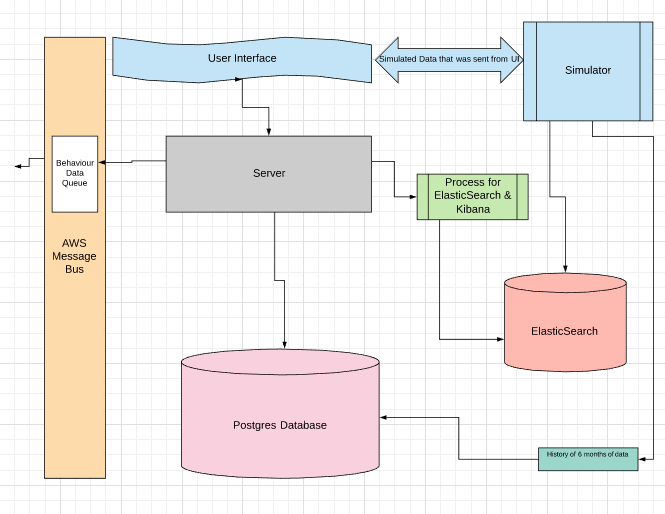 User Interface
Simulated Data that was sent from UI
Simulator
Behaviour
Data
Queue
Server
Process for
ElasticSearch &
Kibana
AWS
Message
Bus
ElasticSearch
Postgres Database
History of 6 months of data